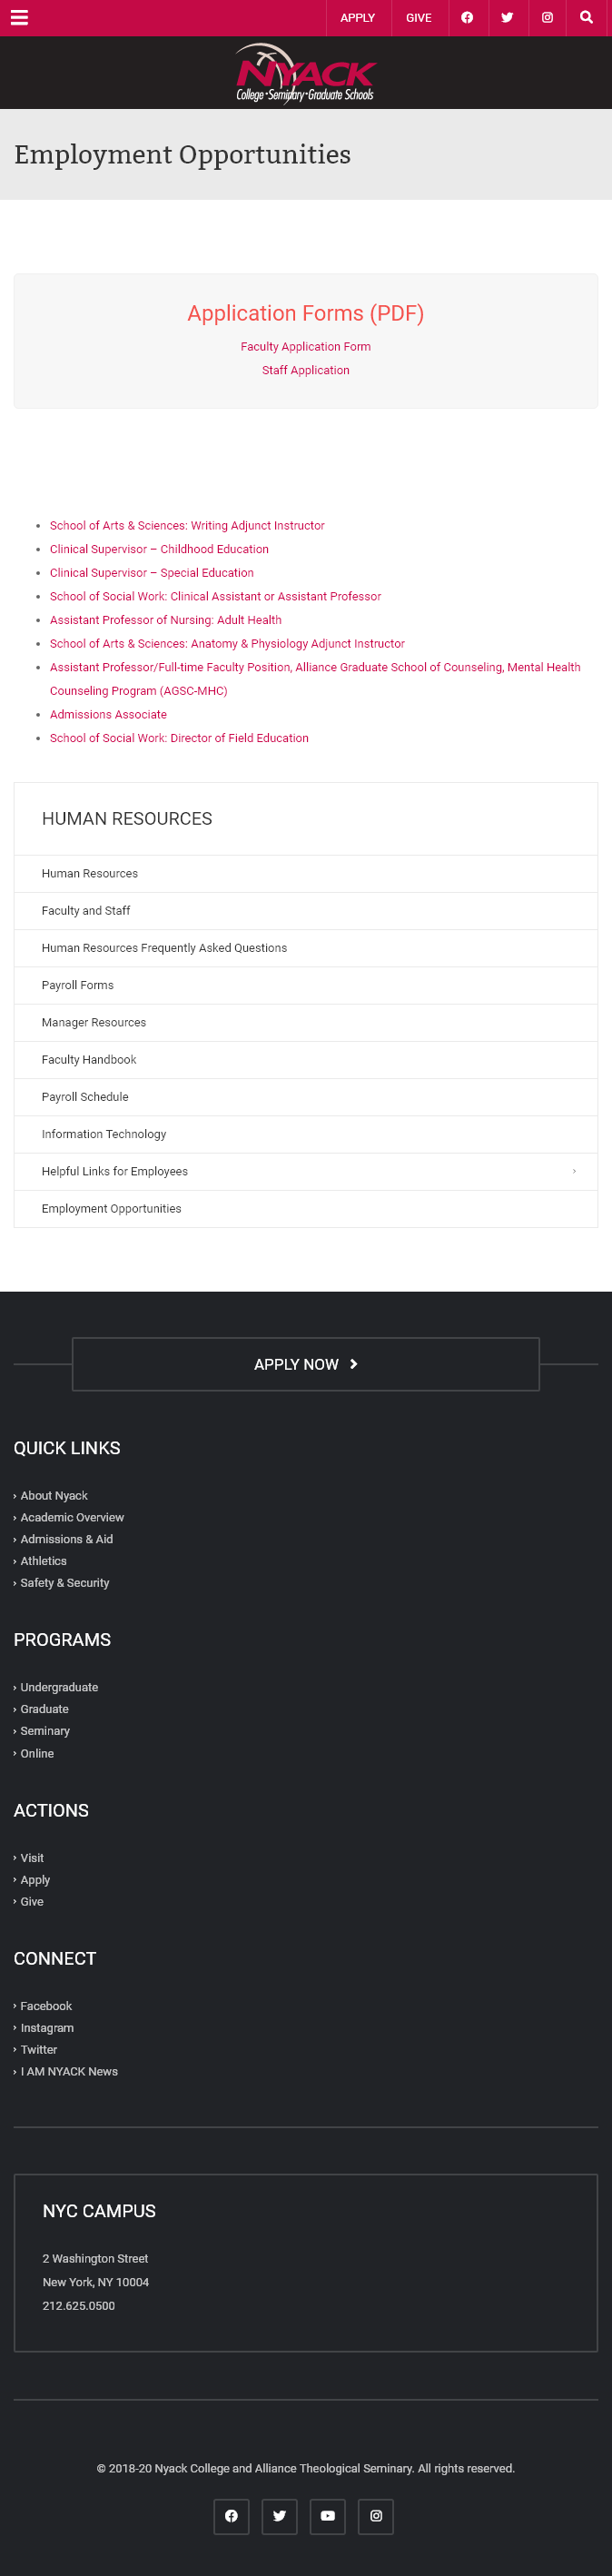 APPLY GIVE
NYACK
College • Seminary • Graduate Schools
Employment Opportunities
Application Forms (PDF)
Faculty Application Form
Staff Application
School of Arts & Sciences: Writing Adjunct Instructor
Clinical Supervisor – Childhood Education
Clinical Supervisor – Special Education
School of Social Work: Clinical Assistant or Assistant Professor
Assistant Professor of Nursing: Adult Health
School of Arts & Sciences: Anatomy & Physiology Adjunct Instructor
Assistant Professor/Full-time Faculty Position, Alliance Graduate School of Counseling, Mental Health
Counseling Program (AGSC-MHC)
Admissions Associate
School of Social Work: Director of Field Education
HUMAN RESOURCES
Human Resources
Faculty and Staff
Human Resources Frequently Asked Questions
Payroll Forms
Manager Resources
Faculty Handbook
Payroll Schedule
Information Technology
Helpful Links for Employees
Employment Opportunities
APPLY NOW
QUICK LINKS
About Nyack
Academic Overview
Admissions & Aid
Athletics
Safety & Security
PROGRAMS
Undergraduate
Graduate
Seminary
Online
ACTIONS
Visit
Apply
Give
CONNECT
Facebook
Instagram
Twitter
I AM NYACK News
NYC CAMPUS
2 Washington Street
New York, NY 10004
212.625.0500
© 2018-20 Nyack College and Alliance Theological Seminary. All rights reserved.